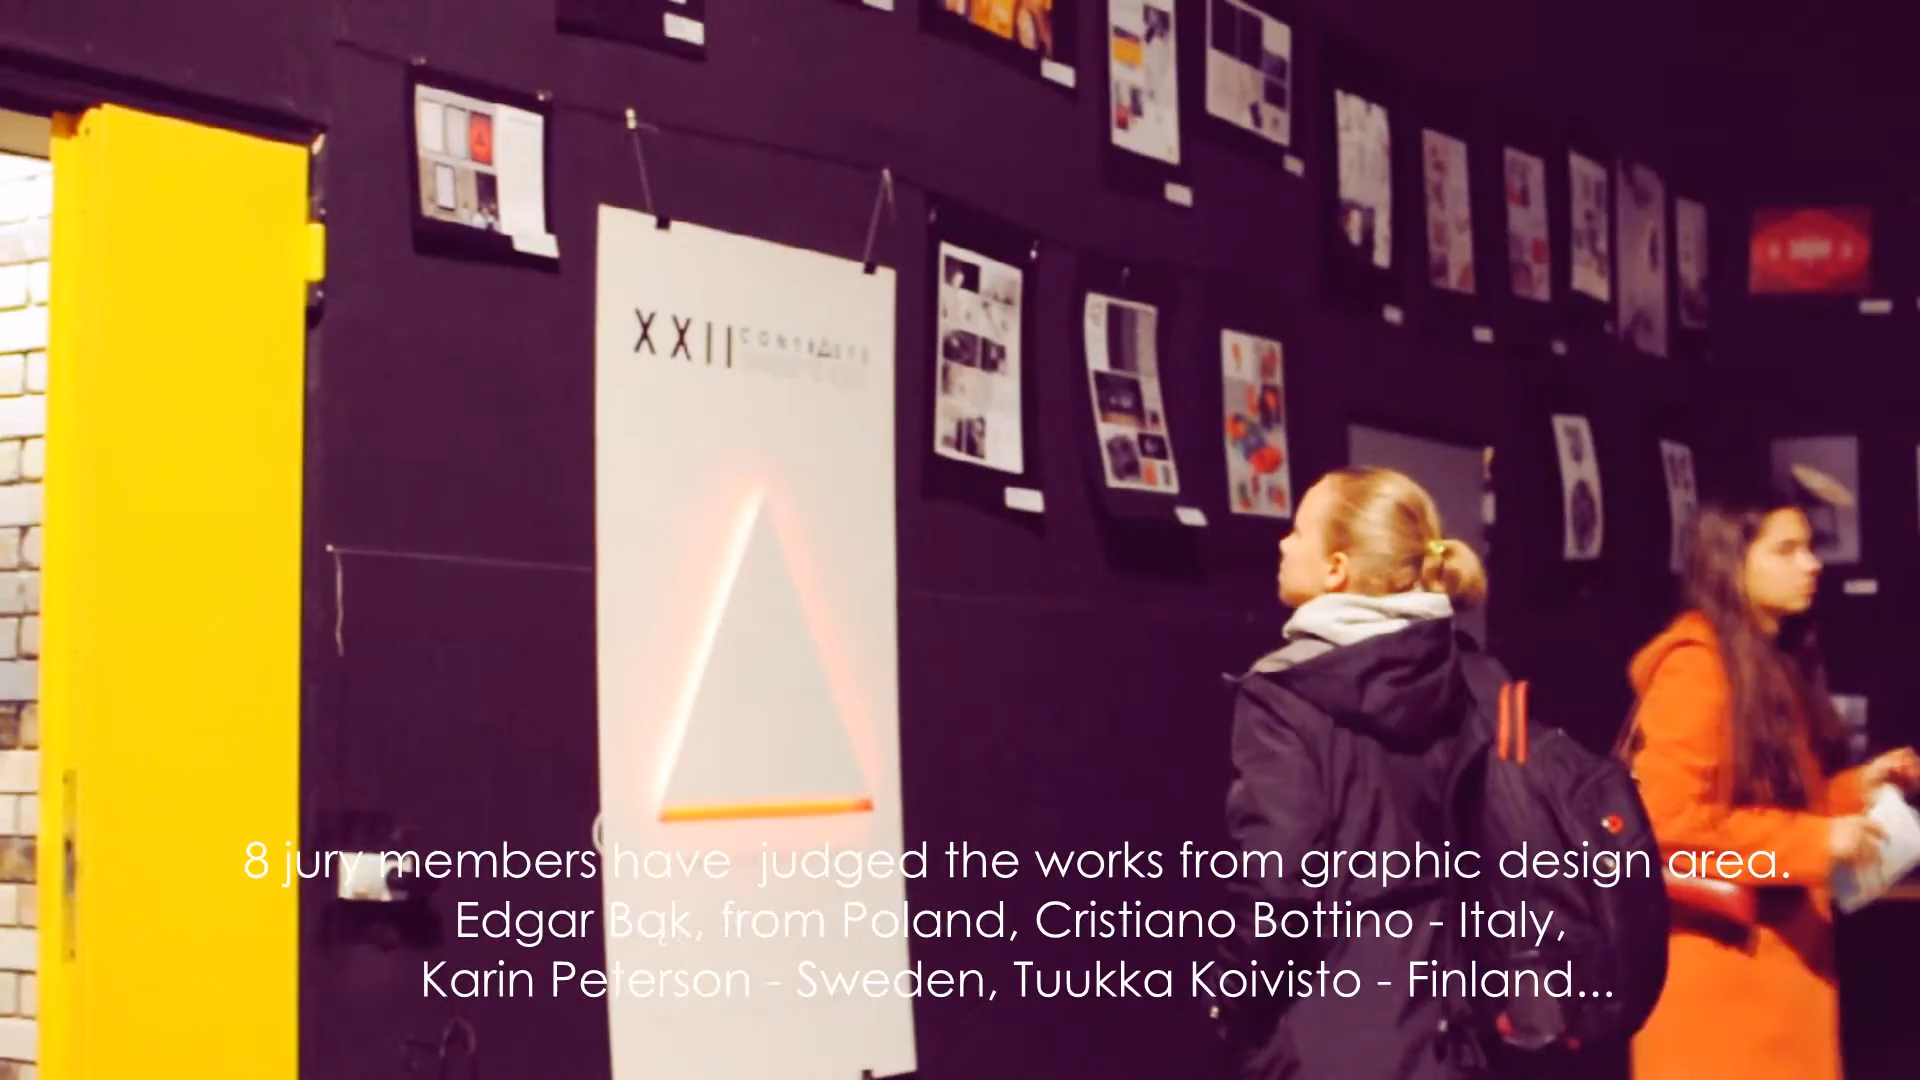 XXII CONTRASTS
8 jury members have judged the works from graphic design area.
Edgar Bąk, from Poland, Cristiano Bottino - Italy,
Karin Peterson - Sweden, Tuukka Koivisto - Finland...